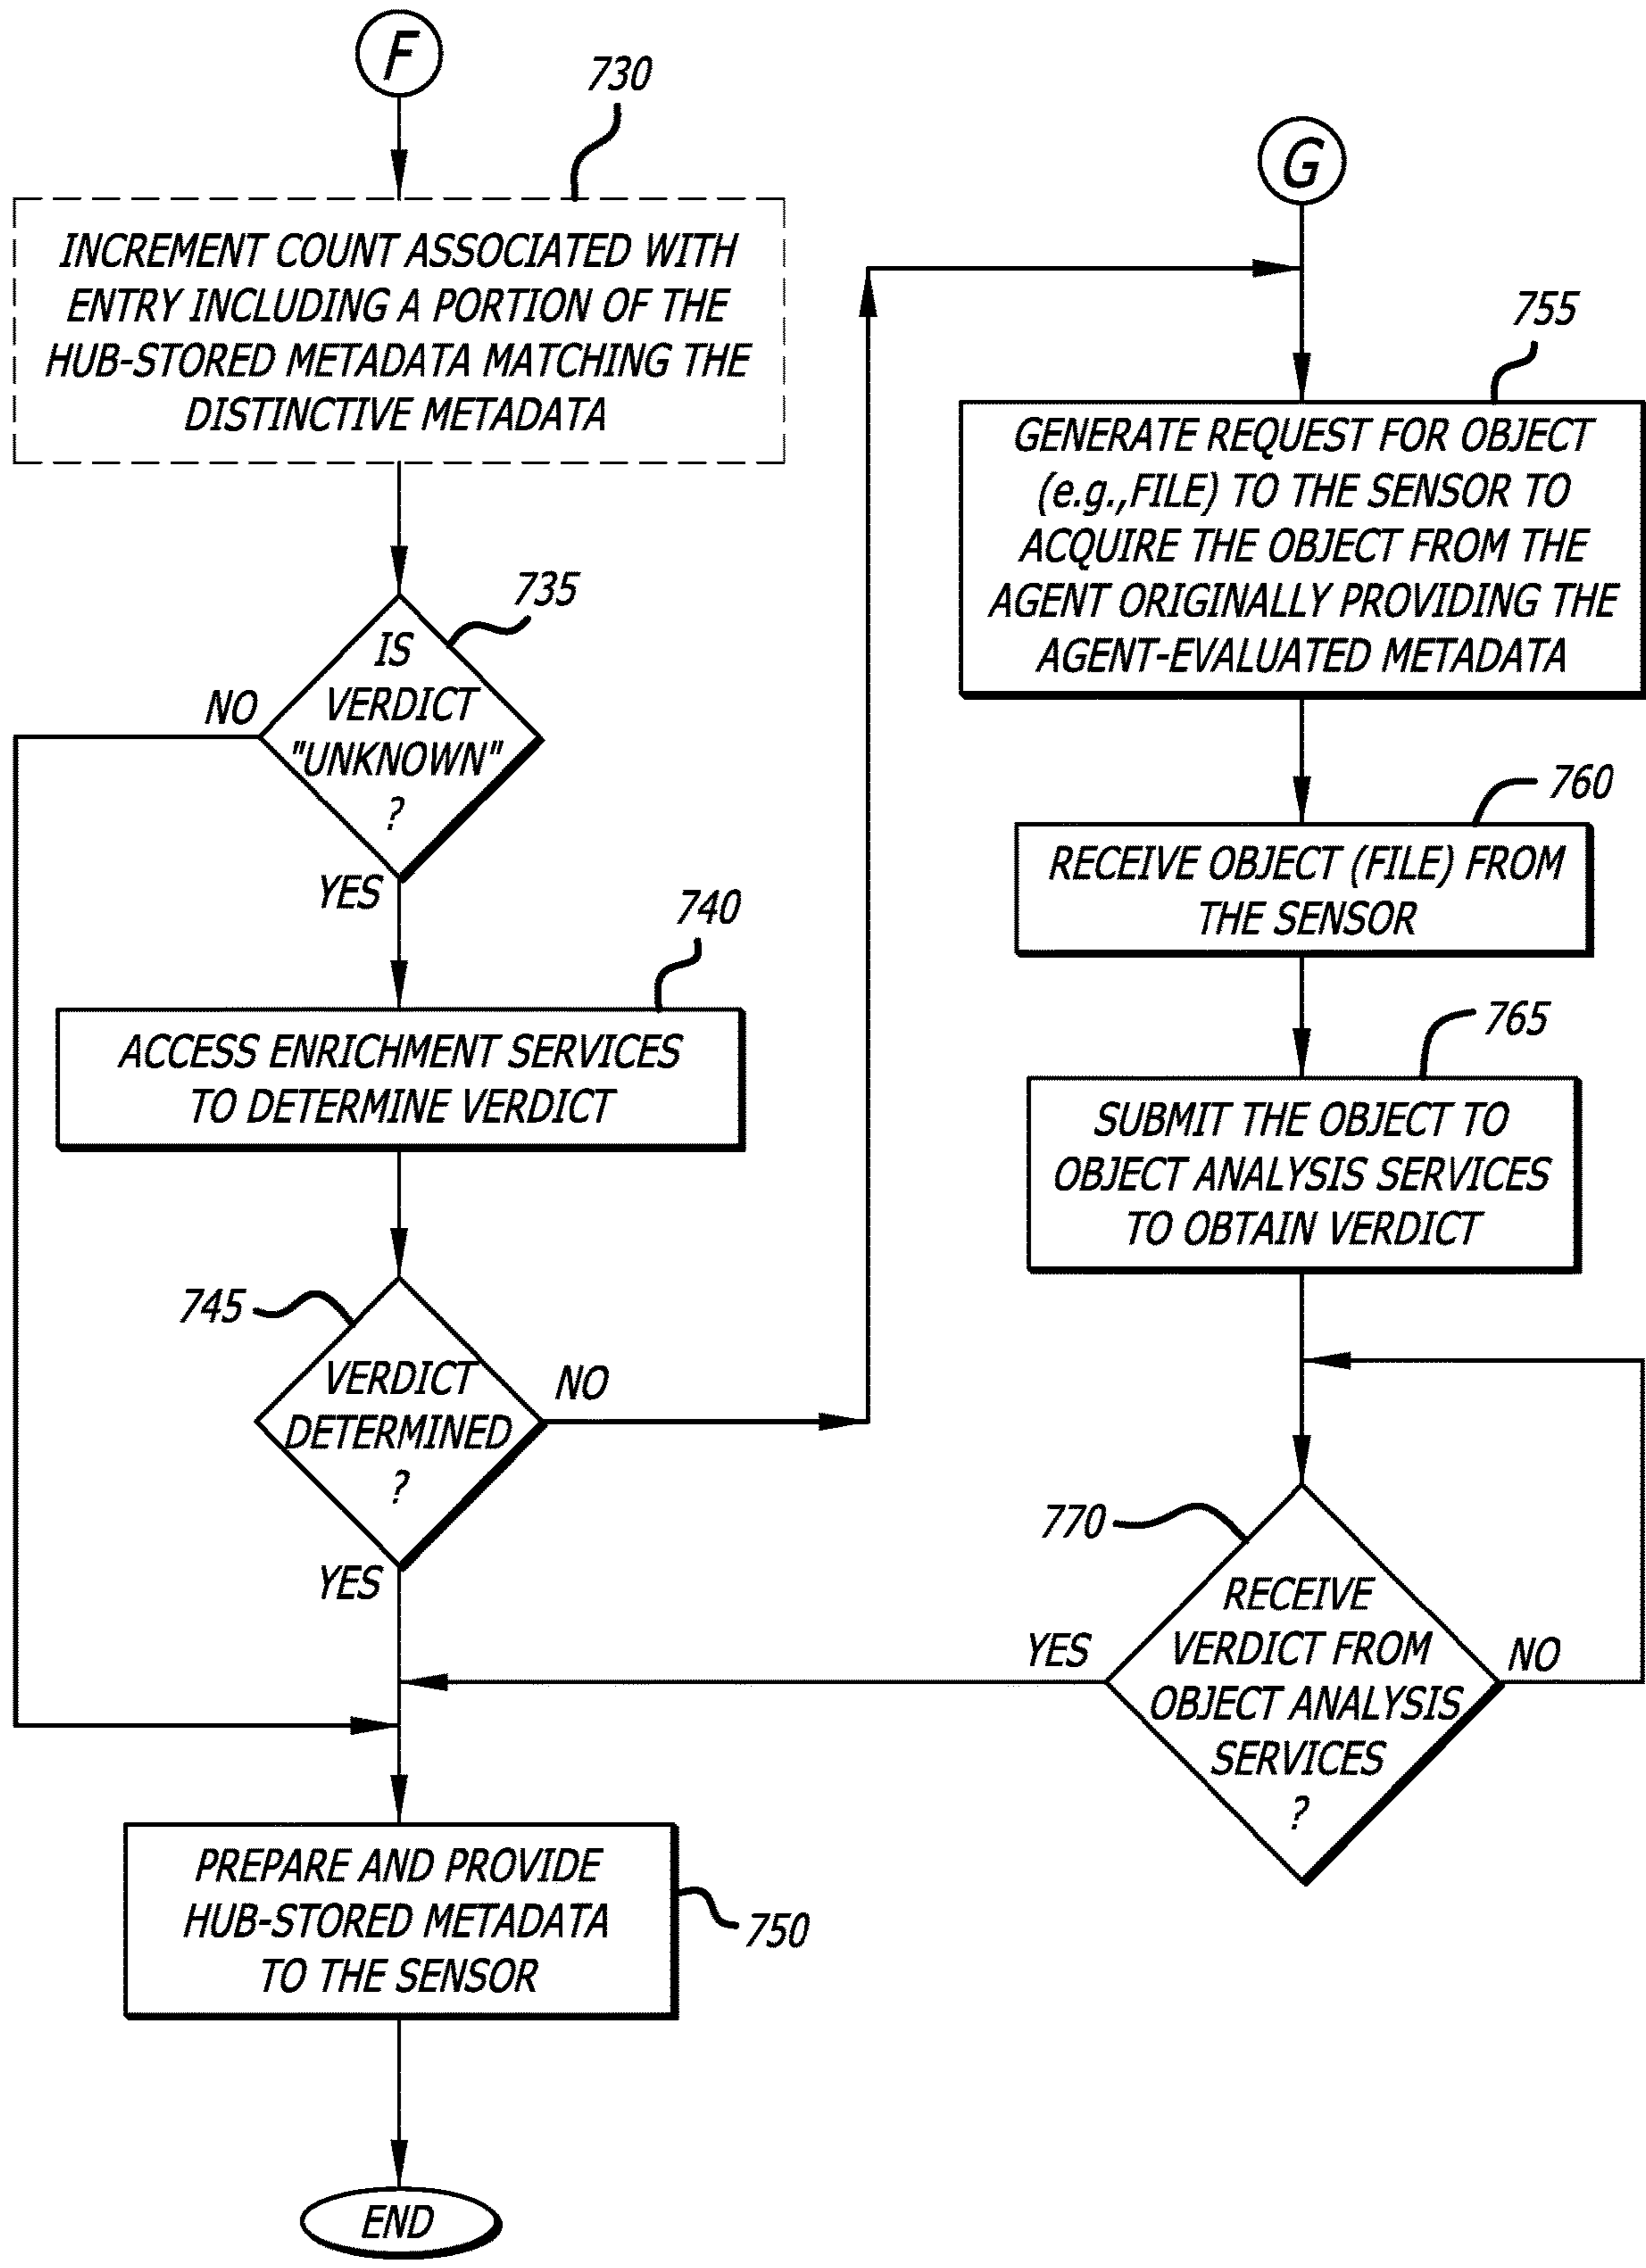 F
730
INCREMENT COUNT ASSOCIATED WITH
ENTRY INCLUDING A PORTION OF THE
HUB-STORED METADATA MATCHING THE
DISTINCTIVE METADATA
735
IS
VERDICT
"UNKNOWN"
?
NO
YES
740
ACCESS ENRICHMENT SERVICES
TO DETERMINE VERDICT
745
VERDICT
DETERMINED
?
NO
YES
PREPARE AND PROVIDE
HUB-STORED METADATA
TO THE SENSOR
750
END
G
755
GENERATE REQUEST FOR OBJECT
(e.g.,FILE) TO THE SENSOR TO
ACQUIRE THE OBJECT FROM THE
AGENT ORIGINALLY PROVIDING THE
AGENT-EVALUATED METADATA
760
RECEIVE OBJECT (FILE) FROM
THE SENSOR
765
SUBMIT THE OBJECT TO
OBJECT ANALYSIS SERVICES
TO OBTAIN VERDICT
770
RECEIVE
VERDICT FROM
OBJECT ANALYSIS
SERVICES
?
YES
NO